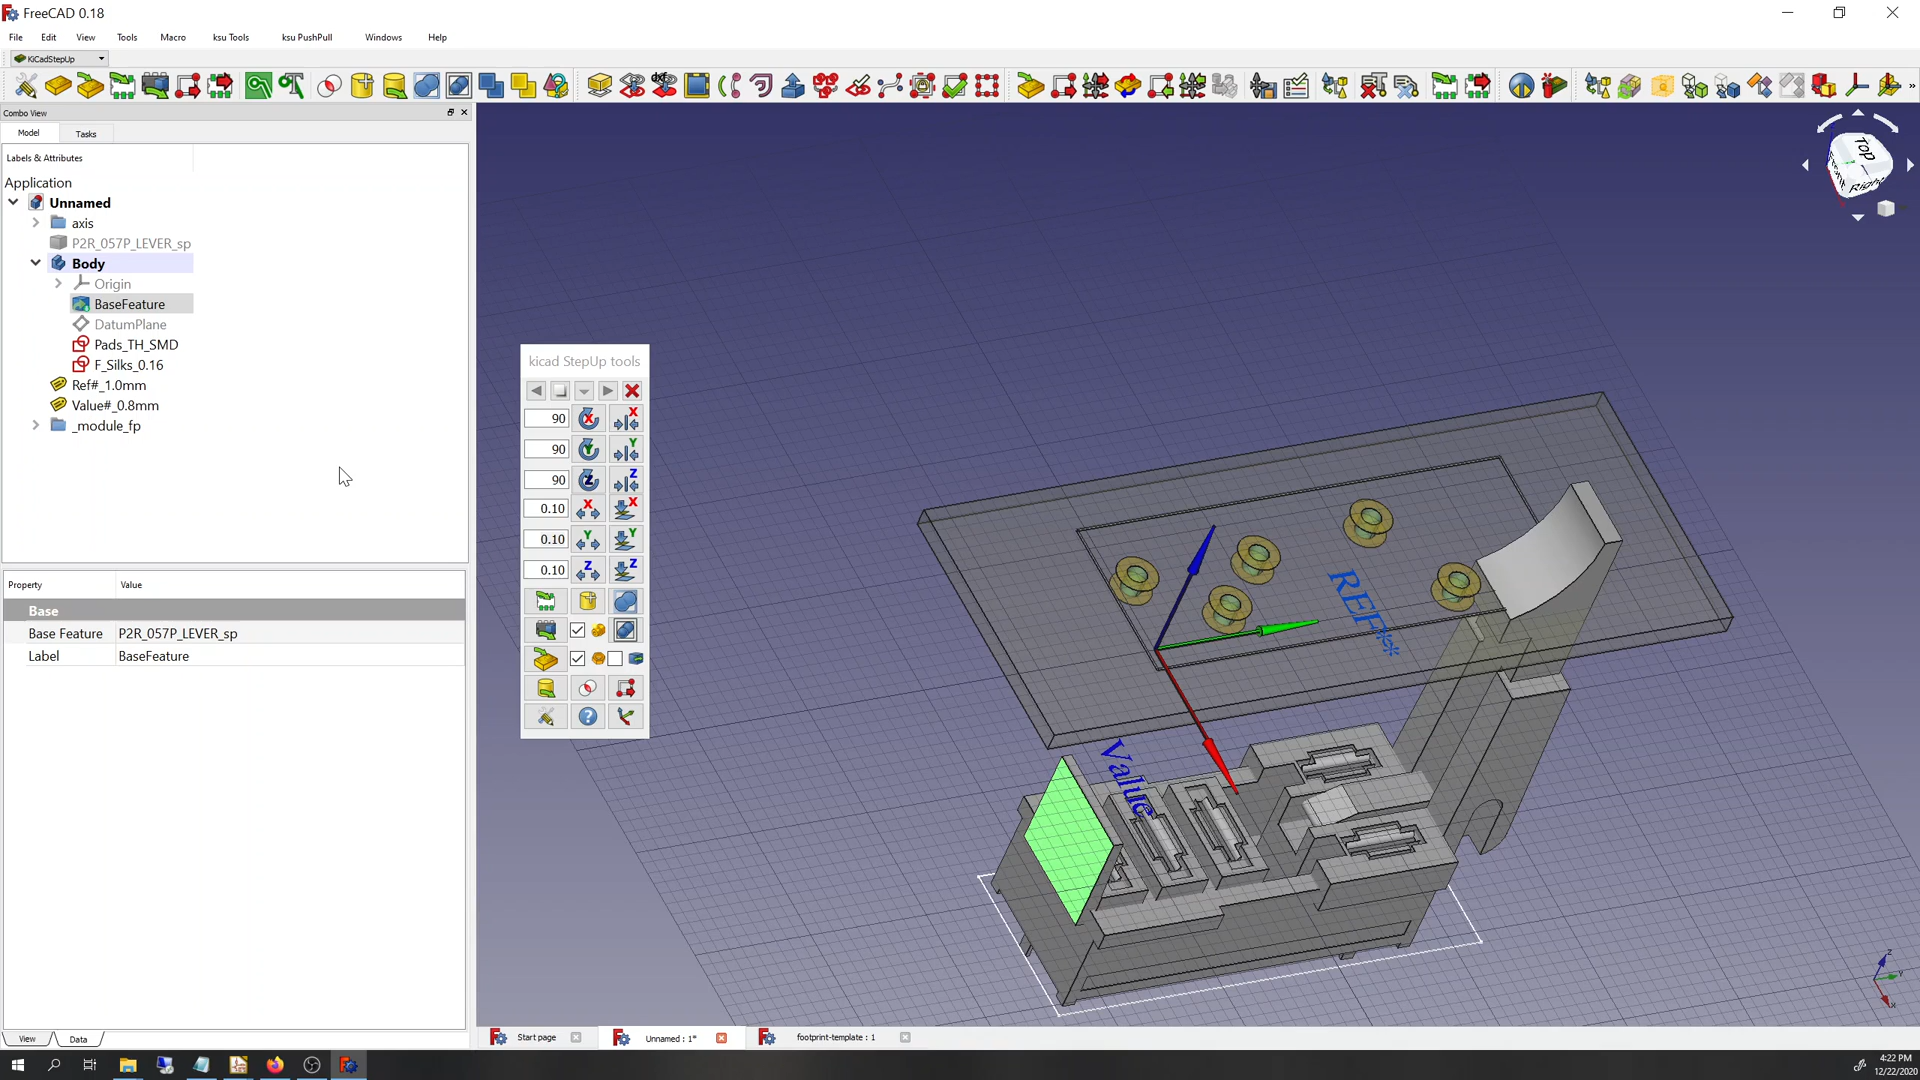 FreeCAD 0.18
File Edit View Tools Macro ksu Tools ksu PushPull Windows Help
KiCadStepUp
dxf
Combo View
Model Tasks
Labels & Attributes
Application
Unnamed
axis
P2R_057P_LEVER_sp
Body
Origin
BaseFeature
DatumPlane
Pads_TH_SMD
F_Silks_0.16
Ref#_1.0mm
Value#_0.8mm
_module_fp
Property Value
Base
Base Feature P2R_057P_LEVER_sp
Label BaseFeature
View Data
kicad StepUp tools
90 X X
90 Y Y
90 Z Z
0.10 X X
0.10 Y Y
0.10 Z Z
REF**
Value
Top
Right
Z
Y
X
Start page
Unnamed : 1*
footprint-template : 1
4:22 PM
12/22/2020